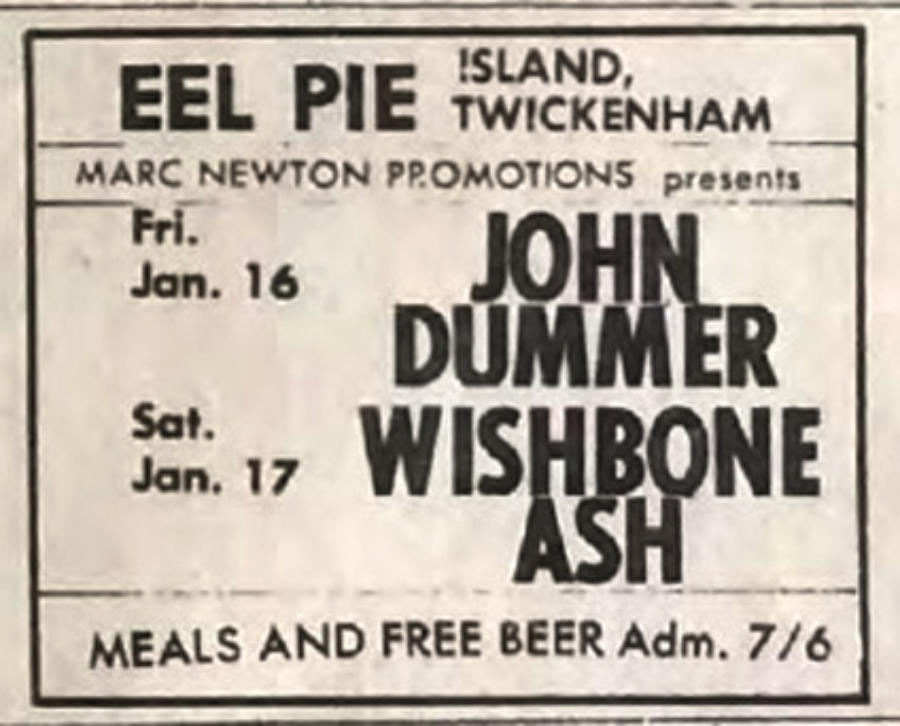 EEL PIE ISLAND,
TWICKENHAM
MARC NEWTON PROMOTIONS presents
Fri.
Jan. 16
JOHN
DUMMER
Sat.
Jan. 17
WISHBONE
ASH
MEALS AND FREE BEER Adm. 7/6